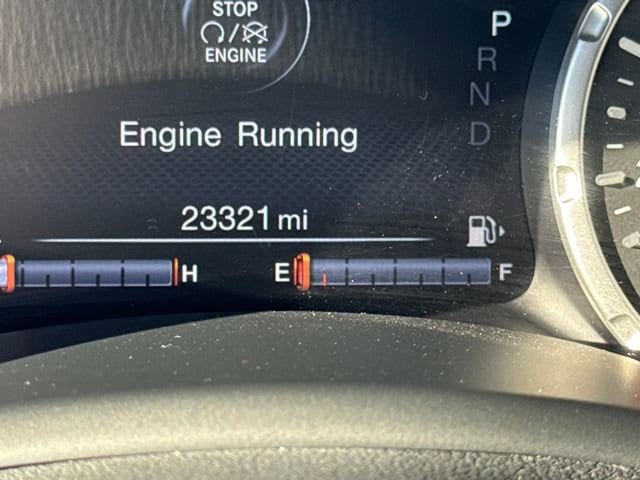 STOP
ENGINE
P
R
N
D
Engine Running
23321 mi
H
E F